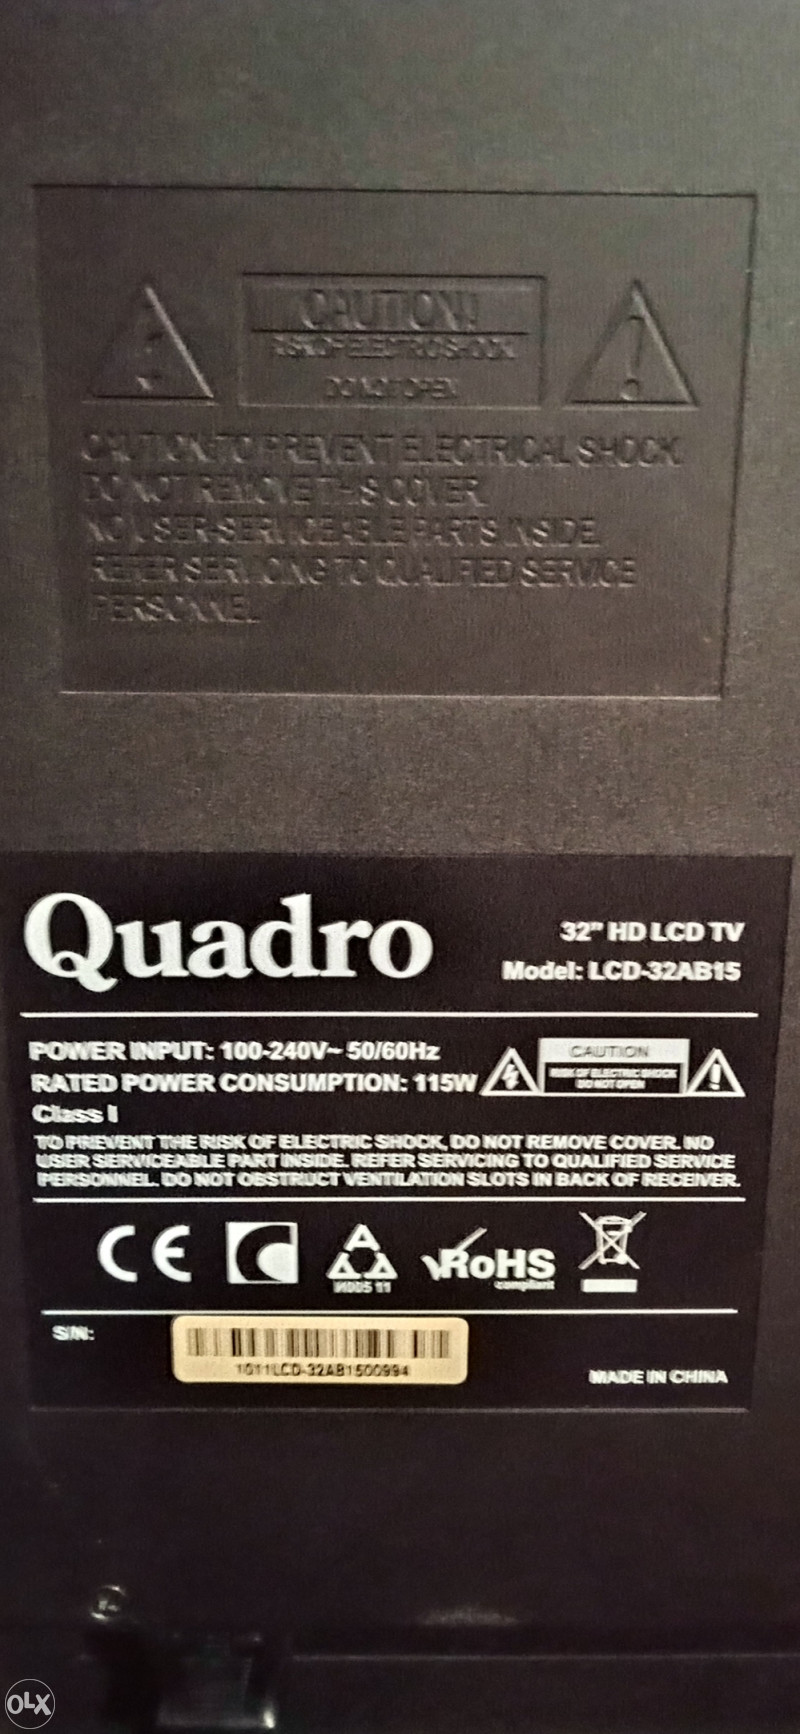 CAUTION!
RISK OF ELECTRIC SHOCK
DO NOT OPEN
CAUTION: TO PREVENT ELECTRICAL SHOCK
DO NOT REMOVE THIS COVER.
NO USER-SERVICEABLE PARTS INSIDE.
REFER SERVICING TO QUALIFIED SERVICE
PERSONNEL
Quadro
32" HD LCD TV
Model: LCD-32AB15
POWER INPUT: 100-240V~ 50/60Hz
RATED POWER CONSUMPTION: 115W
Class I
CAUTION
RISK OF ELECTRIC SHOCK
DO NOT OPEN
TO PREVENT THE RISK OF ELECTRIC SHOCK, DO NOT REMOVE COVER. NO
USER SERVICEABLE PART INSIDE. REFER SERVICING TO QUALIFIED SERVICE
PERSONNEL. DO NOT OBSTRUCT VENTILATION SLOTS IN BACK OF RECEIVER.
CE
AAA
И005 11
RoHS
compliant
S/N:
1011LCD-32AB1500994
MADE IN CHINA
OLX